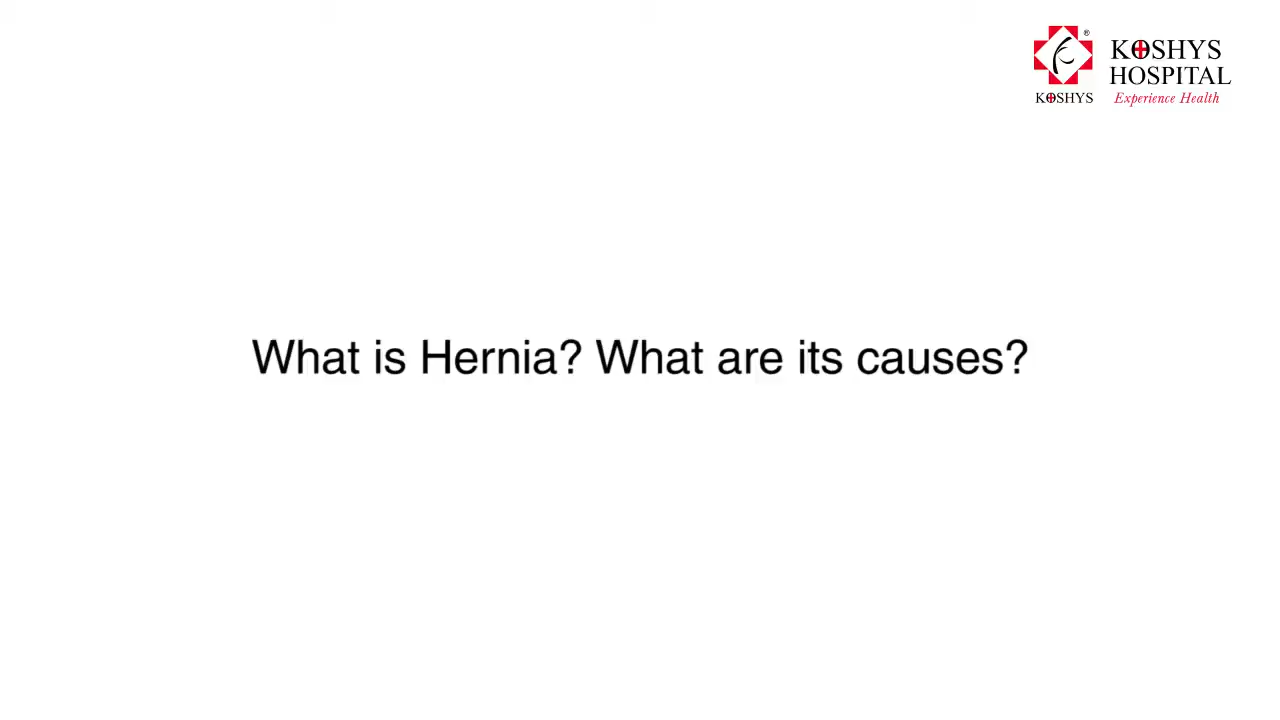 KOSHYS
HOSPITAL
Experience Health
KOSHYS
®
What is Hernia? What are its causes?